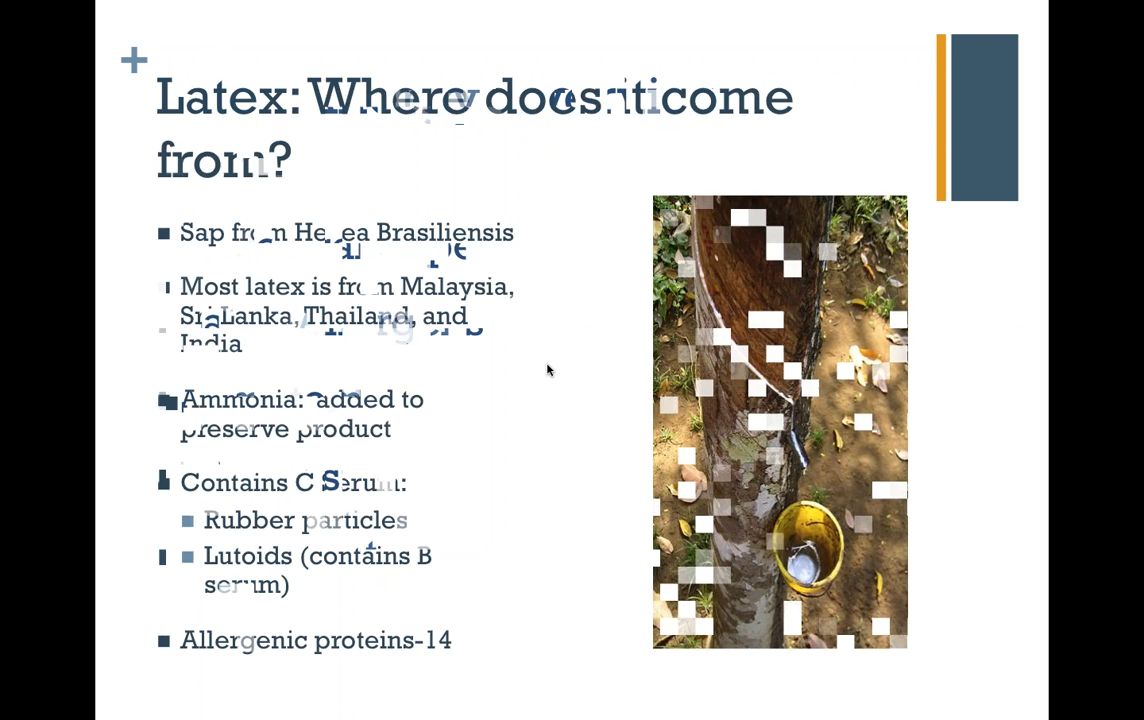 Latex: Where does it come
from?
Sap from Hevea Brasiliensis
Most latex is from Malaysia,
Sri Lanka, Thailand, and
India
Ammonia: added to
preserve product
Contains C Serum:
Rubber particles
Lutoids (contains B
serum)
Allergenic proteins-14